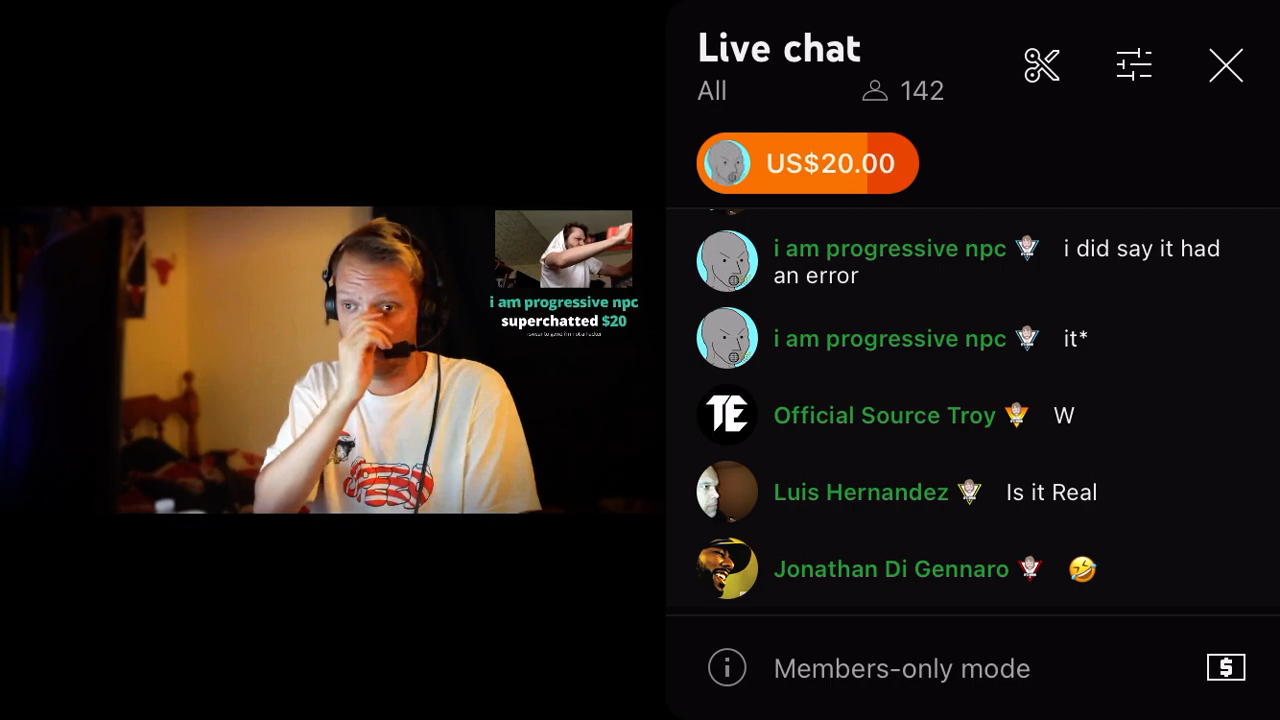 Live chat
All
142
US$20.00
i am progressive npc
superchatted $20
i am progressive npc i did say it had
an error
i am progressive npc it*
TE
Official Source Troy W
Luis Hernandez Is it Real
Jonathan Di Gennaro 🤣
Members-only mode